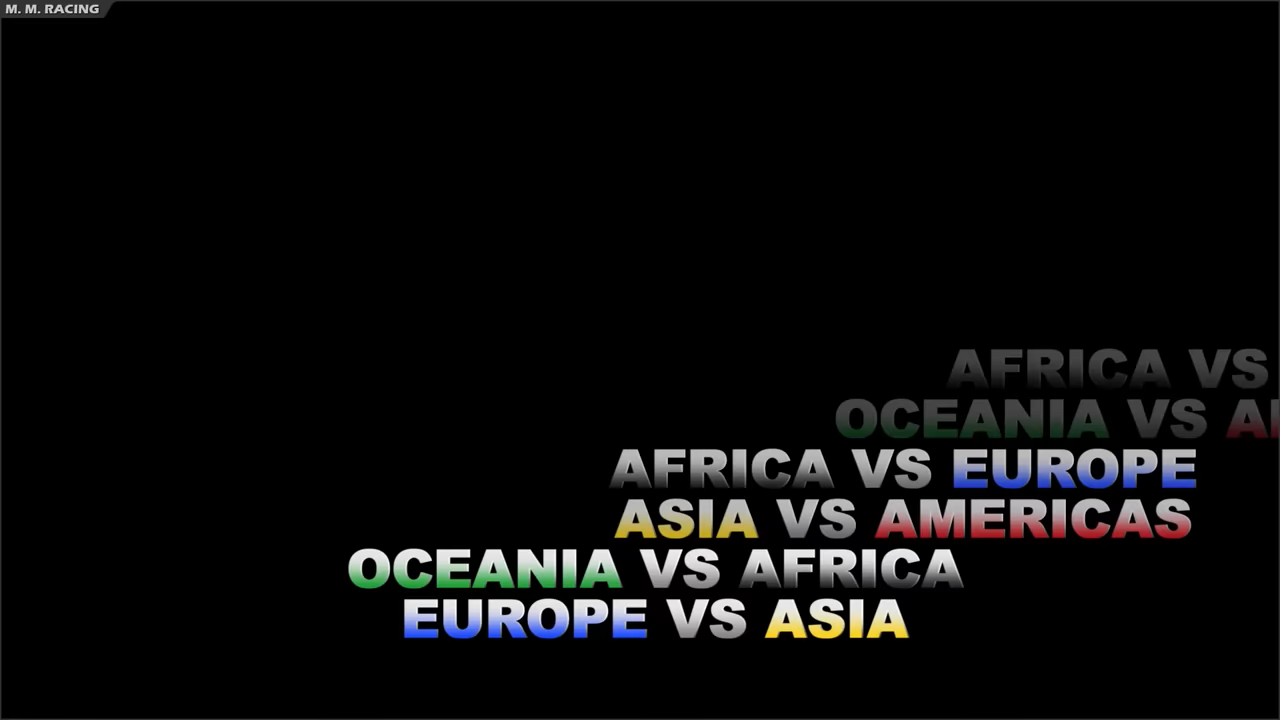 M. M. RACING
AFRICA VS
OCEANIA VS
AFRICA VS EUROPE
ASIA VS AMERICAS
OCEANIA VS AFRICA
EUROPE VS ASIA